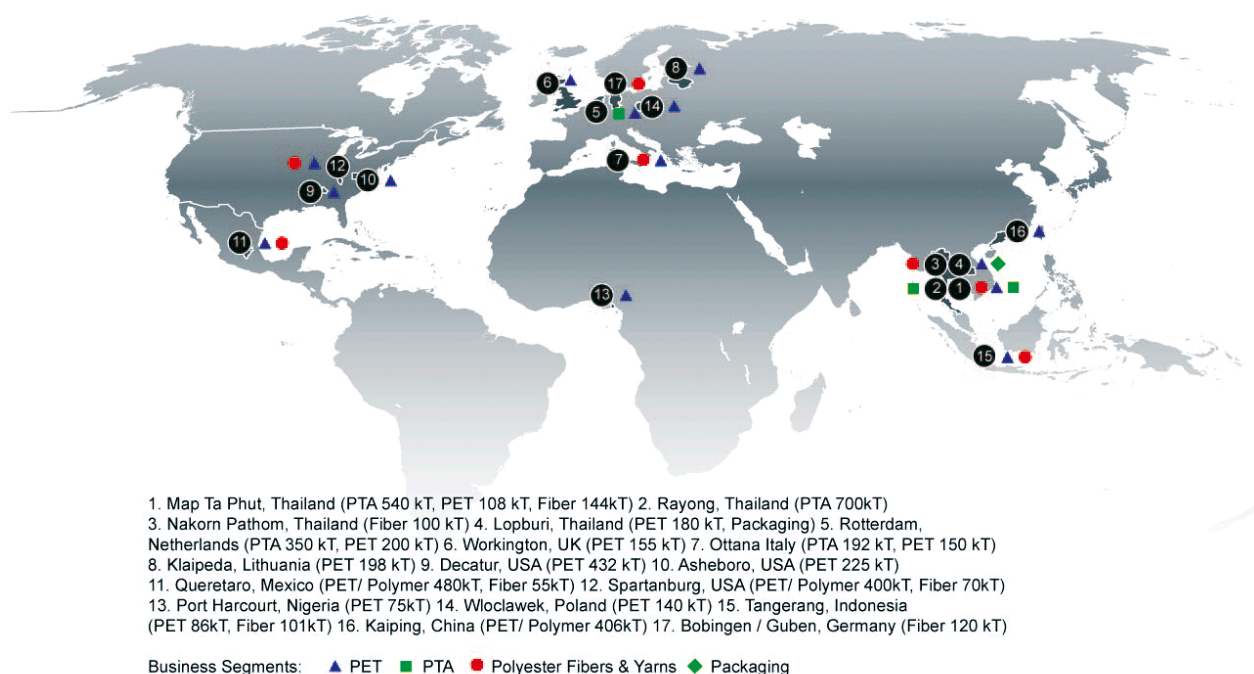 6
17
8
5
14
7
12
9
10
11
13
16
3
4
2
1
15
1. Map Ta Phut, Thailand (PTA 540 kT, PET 108 kT, Fiber 144kT) 2. Rayong, Thailand (PTA 700kT)
3. Nakorn Pathom, Thailand (Fiber 100 kT) 4. Lopburi, Thailand (PET 180 kT, Packaging) 5. Rotterdam,
Netherlands (PTA 350 kT, PET 200 kT) 6. Workington, UK (PET 155 kT) 7. Ottana Italy (PTA 192 kT, PET 150 kT)
8. Klaipeda, Lithuania (PET 198 kT) 9. Decatur, USA (PET 432 kT) 10. Asheboro, USA (PET 225 kT)
11. Queretaro, Mexico (PET/ Polymer 480kT, Fiber 55kT) 12. Spartanburg, USA (PET/ Polymer 400kT, Fiber 70kT)
13. Port Harcourt, Nigeria (PET 75kT) 14. Wloclawek, Poland (PET 140 kT) 15. Tangerang, Indonesia
(PET 86kT, Fiber 101kT) 16. Kaiping, China (PET/ Polymer 406kT) 17. Bobingen / Guben, Germany (Fiber 120 kT)
Business Segments: PET PTA Polyester Fibers & Yarns Packaging